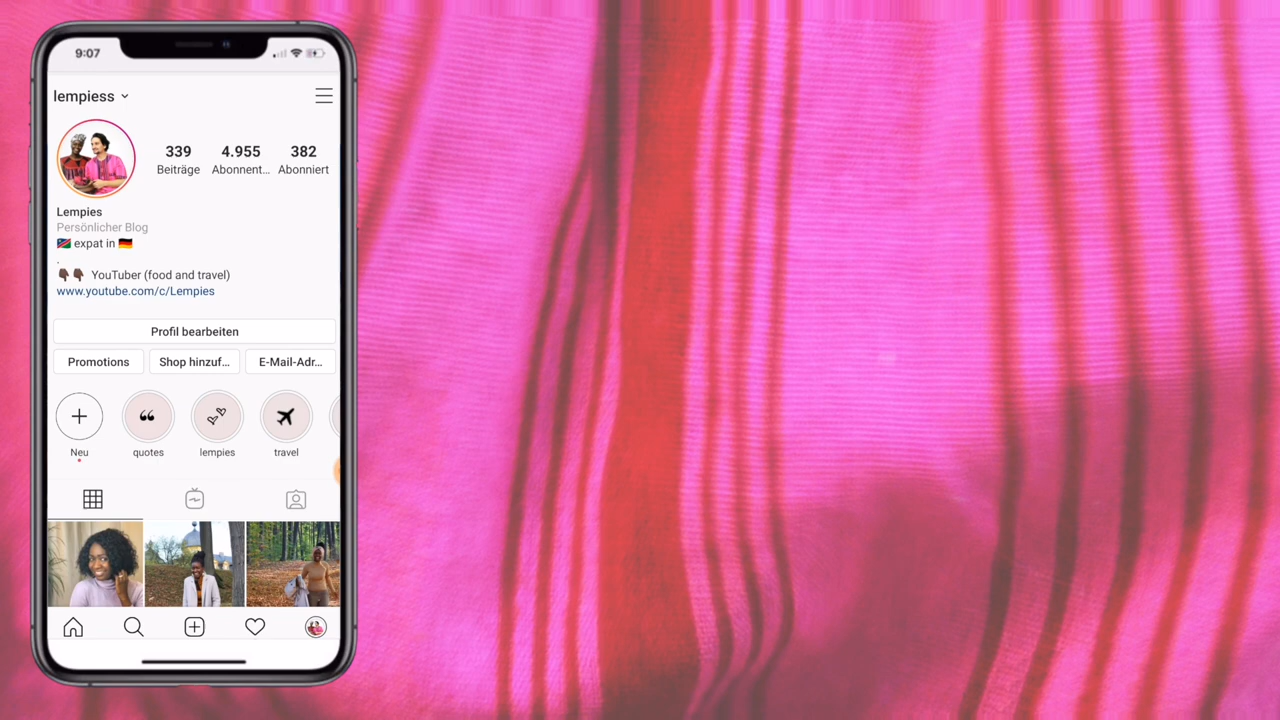 9:07
lempiess
339 4.955 382
Beiträge Abonnent... Abonniert
Lempies
Persönlicher Blog
🇳🇦 expat in 🇩🇪
.
👇🏿👇🏿 YouTuber (food and travel)
www.youtube.com/c/Lempies
Profil bearbeiten
Promotions Shop hinzuf... E-Mail-Adr...
Neu quotes lempies travel